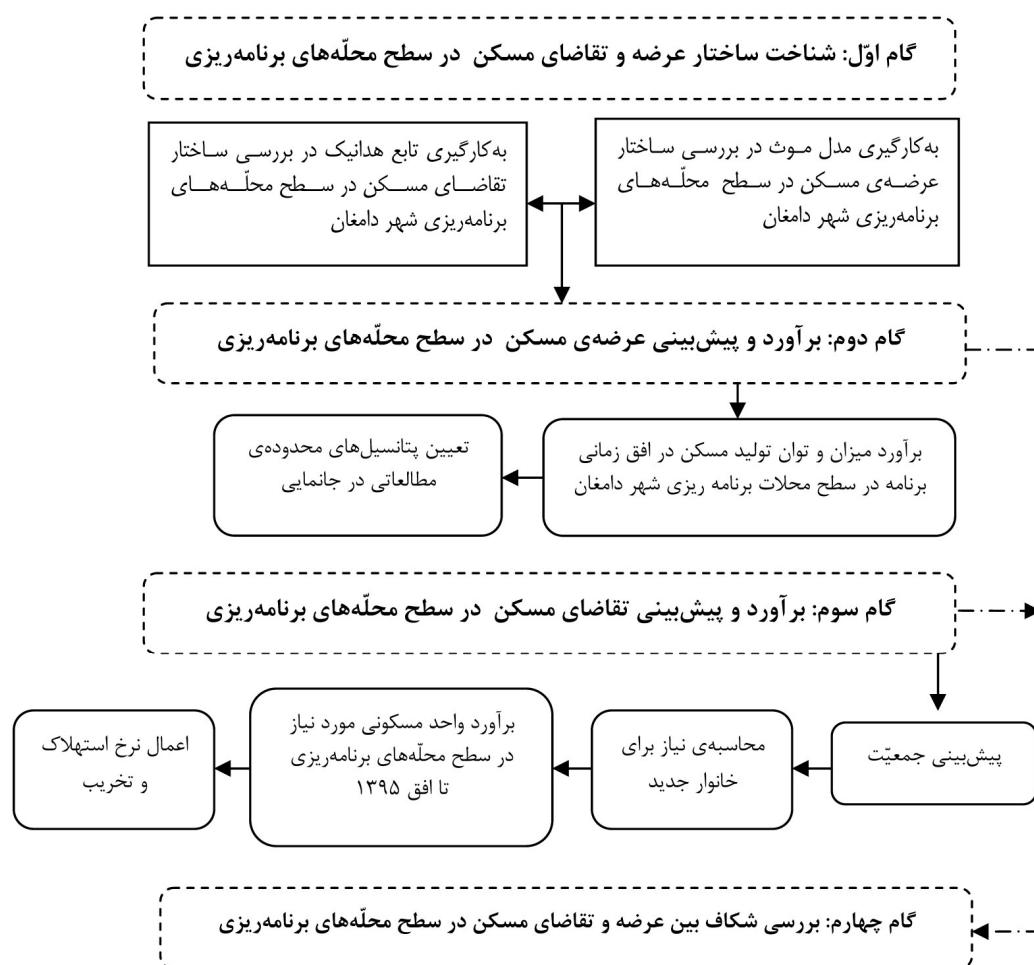 گام اوّل: شناخت ساختار عرضه و تقاضای مسکن در سطح محلّه‌های برنامه‌ریزی
به‌کارگیری مدل موث در بررسی ساختار
عرضه‌ی مسکن در سطح محلّه‌های
برنامه‌ریزی شهر دامغان
به‌کارگیری تابع هدانیک در بررسی ساختار
تقاضای مسکن در سطح محلّه‌های
برنامه‌ریزی شهر دامغان
گام دوم: برآورد و پیش‌بینی عرضه‌ی مسکن در سطح محلّه‌های برنامه‌ریزی
برآورد میزان و توان تولید مسکن در افق زمانی
برنامه در سطح محلات برنامه ریزی شهر دامغان
تعیین پتانسیل‌های محدوده‌ی
مطالعاتی در جانمایی
گام سوم: برآورد و پیش‌بینی تقاضای مسکن در سطح محلّه‌های برنامه‌ریزی
پیش‌بینی جمعیّت
محاسبه‌ی نیاز برای
خانوار جدید
برآورد واحد مسکونی مورد نیاز
در سطح محلّه‌های برنامه‌ریزی
تا افق ۱۳۹۵
اعمال نرخ استهلاک
و تخریب
گام چهارم: بررسی شکاف بین عرضه و تقاضای مسکن در سطح محلّه‌های برنامه‌ریزی